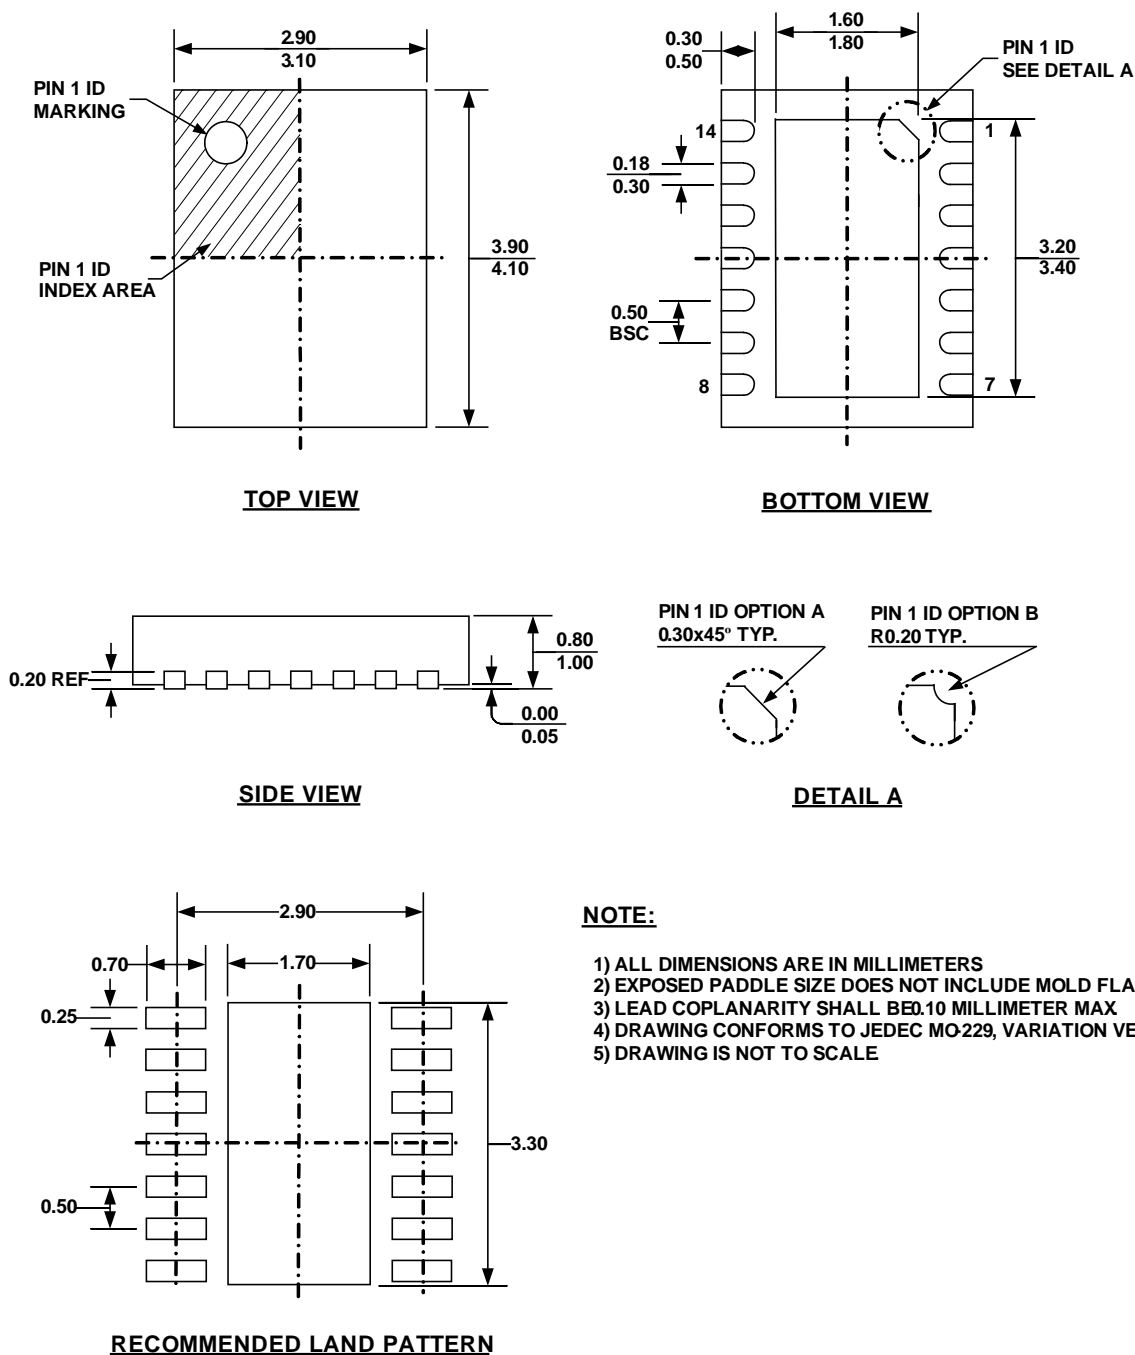 2.90
3.10
PIN 1 ID
MARKING
PIN 1 ID
INDEX AREA
3.90
4.10
TOP VIEW
0.30
0.50
1.60
1.80
PIN 1 ID
SEE DETAIL A
14
1
0.18
0.30
3.20
3.40
0.50
BSC
8
7
BOTTOM VIEW
0.20 REF
0.80
1.00
0.00
0.05
SIDE VIEW
PIN 1 ID OPTION A
0.30x45º TYP.
PIN 1 ID OPTION B
R0.20 TYP.
DETAIL A
2.90
0.70
1.70
0.25
3.30
0.50
RECOMMENDED LAND PATTERN
NOTE:
1) ALL DIMENSIONS ARE IN MILLIMETERS
2) EXPOSED PADDLE SIZE DOES NOT INCLUDE MOLD FLA
3) LEAD COPLANARITY SHALL BE0.10 MILLIMETER MAX
4) DRAWING CONFORMS TO JEDEC MO-229, VARIATION VE
5) DRAWING IS NOT TO SCALE